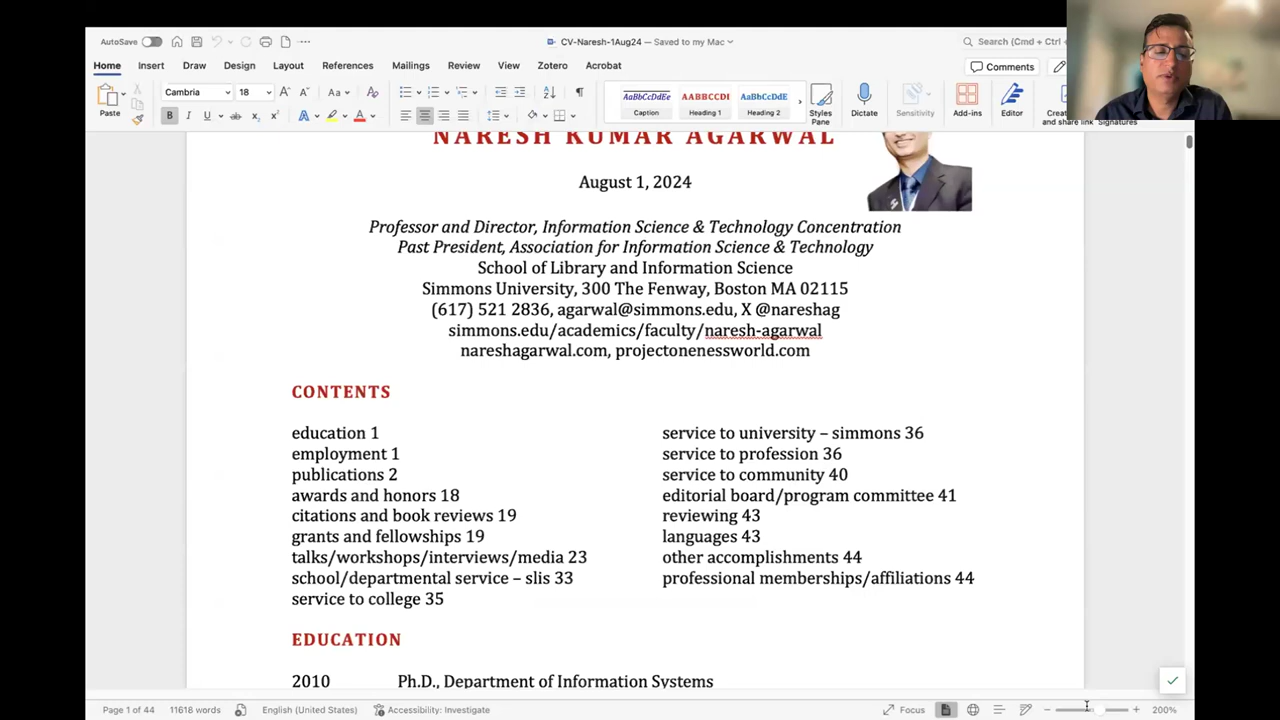 AutoSave
CV-Naresh-1Aug24 — Saved to my Mac
Search (Cmd + Ctrl
Home Insert Draw Design Layout References Mailings Review View Zotero Acrobat
Comments
Paste
Cambria 18
AaBbCcDdEe AABBCCDI AaBbCcDdE
Caption Heading 1 Heading 2
Styles Pane
Dictate
Sensitivity
Add-ins
Editor
and share link Signatures
NARESH KUMAR AGARWAL
August 1, 2024
Professor and Director, Information Science & Technology Concentration
Past President, Association for Information Science & Technology
School of Library and Information Science
Simmons University, 300 The Fenway, Boston MA 02115
(617) 521 2836, agarwal@simmons.edu, X @nareshag
simmons.edu/academics/faculty/naresh-agarwal
nareshagarwal.com, projectonenessworld.com
CONTENTS
education 1
employment 1
publications 2
awards and honors 18
citations and book reviews 19
grants and fellowships 19
talks/workshops/interviews/media 23
school/departmental service – slis 33
service to college 35
service to university – simmons 36
service to profession 36
service to community 40
editorial board/program committee 41
reviewing 43
languages 43
other accomplishments 44
professional memberships/affiliations 44
EDUCATION
2010 Ph.D., Department of Information Systems
Page 1 of 44 11618 words English (United States) Accessibility: Investigate Focus 200%